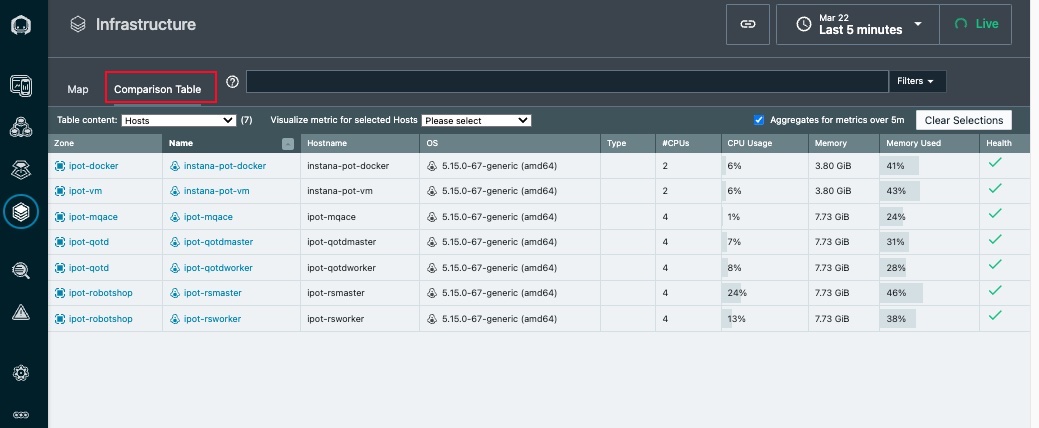 Infrastructure
Mar 22
Last 5 minutes
Live
Map
Comparison Table
Filters
Table content: Hosts (7) Visualize metric for selected Hosts Please select Aggregates for metrics over 5m Clear Selections
Zone Name Hostname OS Type #CPUs CPU Usage Memory Memory Used Health
ipot-docker instana-pot-docker instana-pot-docker 5.15.0-67-generic (amd64) 2 6% 3.80 GiB 41%
ipot-vm instana-pot-vm instana-pot-vm 5.15.0-67-generic (amd64) 2 6% 3.80 GiB 43%
ipot-mqace ipot-mqace ipot-mqace 5.15.0-67-generic (amd64) 4 1% 7.73 GiB 24%
ipot-qotd ipot-qotdmaster ipot-qotdmaster 5.15.0-67-generic (amd64) 4 7% 7.73 GiB 31%
ipot-qotd ipot-qotdworker ipot-qotdworker 5.15.0-67-generic (amd64) 4 8% 7.73 GiB 28%
ipot-robotshop ipot-rsmaster ipot-rsmaster 5.15.0-67-generic (amd64) 4 24% 7.73 GiB 46%
ipot-robotshop ipot-rsworker ipot-rsworker 5.15.0-67-generic (amd64) 4 13% 7.73 GiB 38%